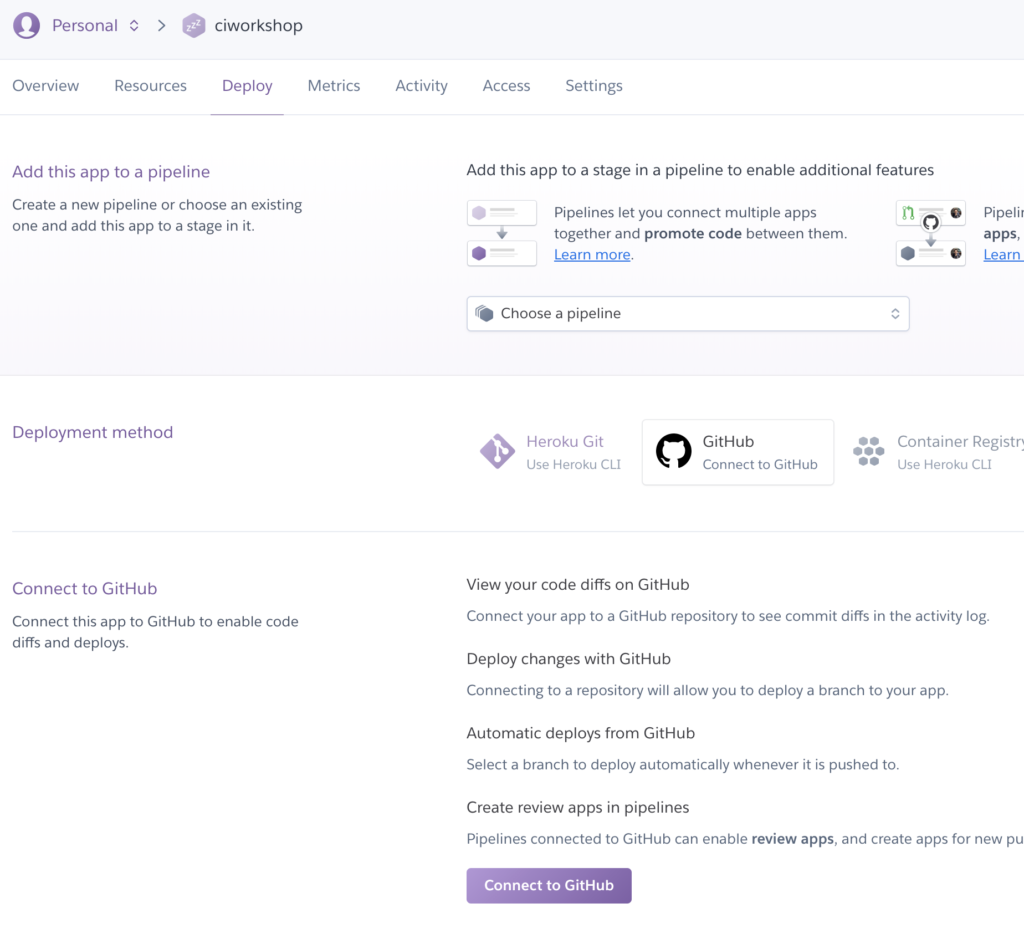 Personal
ciworkshop
Overview Resources Deploy Metrics Activity Access Settings
Add this app to a pipeline
Create a new pipeline or choose an existing
one and add this app to a stage in it.
Add this app to a stage in a pipeline to enable additional features
Pipelines let you connect multiple apps
together and promote code between them.
Learn more.
apps,
Learn
Choose a pipeline
Deployment method
Heroku Git
Use Heroku CLI
GitHub
Connect to GitHub
Container Registry
Use Heroku CLI
Connect to GitHub
Connect this app to GitHub to enable code
diffs and deploys.
View your code diffs on GitHub
Connect your app to a GitHub repository to see commit diffs in the activity log.
Deploy changes with GitHub
Connecting to a repository will allow you to deploy a branch to your app.
Automatic deploys from GitHub
Select a branch to deploy automatically whenever it is pushed to.
Create review apps in pipelines
Pipelines connected to GitHub can enable review apps, and create apps for new
Connect to GitHub